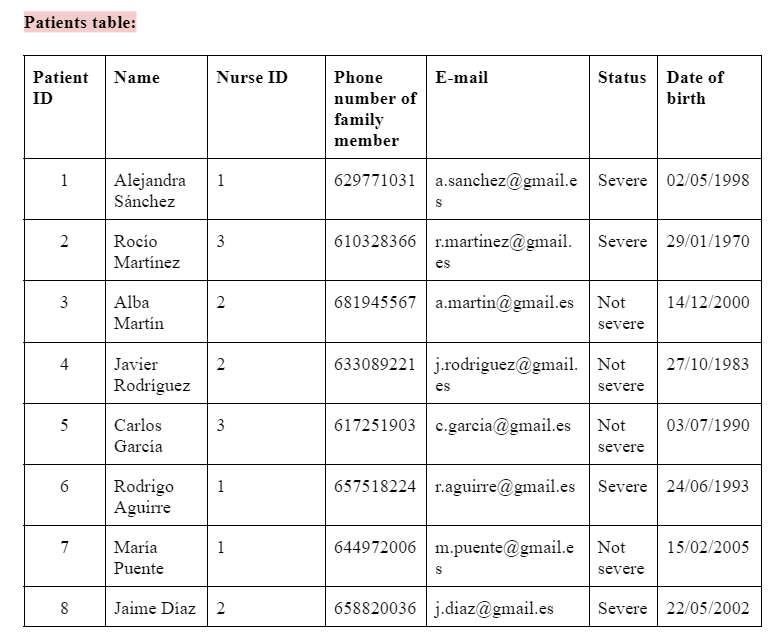 Patients table:
Patient ID Name Nurse ID Phone number of family member E-mail Status Date of birth
1 Alejandra Sánchez 1 629771031 a.sanchez@gmail.es Severe 02/05/1998
2 Rocío Martínez 3 610328366 r.martinez@gmail.es Severe 29/01/1970
3 Alba Martín 2 681945567 a.martin@gmail.es Not severe 14/12/2000
4 Javier Rodríguez 2 633089221 j.rodriguez@gmail.es Not severe 27/10/1983
5 Carlos García 3 617251903 c.garcia@gmail.es Not severe 03/07/1990
6 Rodrigo Aguirre 1 657518224 r.aguirre@gmail.es Severe 24/06/1993
7 María Puente 1 644972006 m.puente@gmail.es Not severe 15/02/2005
8 Jaime Díaz 2 658820036 j.diaz@gmail.es Severe 22/05/2002